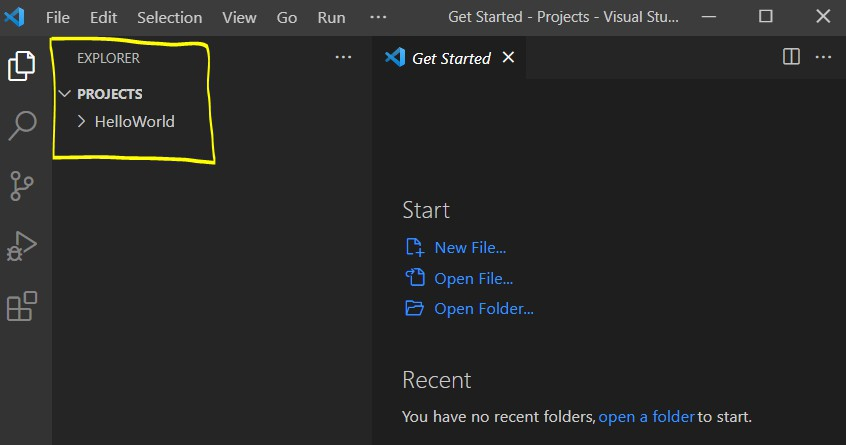 File Edit Selection View Go Run ··· Get Started - Projects - Visual Stu...
EXPLORER ···
PROJECTS
HelloWorld
Get Started
Start
New File...
Open File...
Open Folder...
Recent
You have no recent folders, open a folder to start.